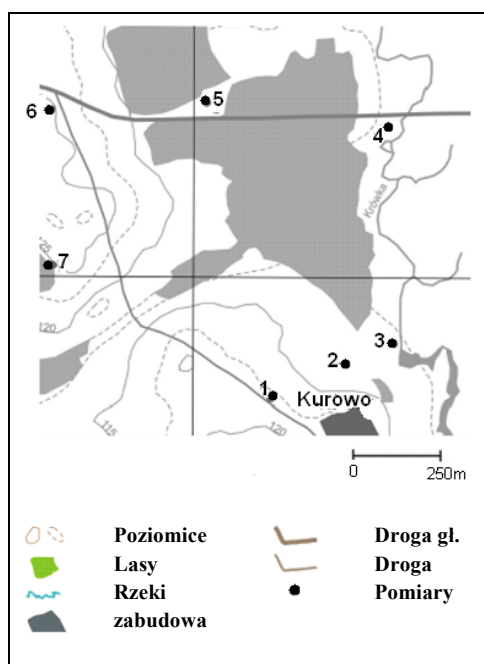 5
6
4
Krówka
125
7
120
3
2
1
Kurowo
115
120
0 250m
Poziomice Droga gł.
Lasy Droga
Rzeki Pomiary
zabudowa